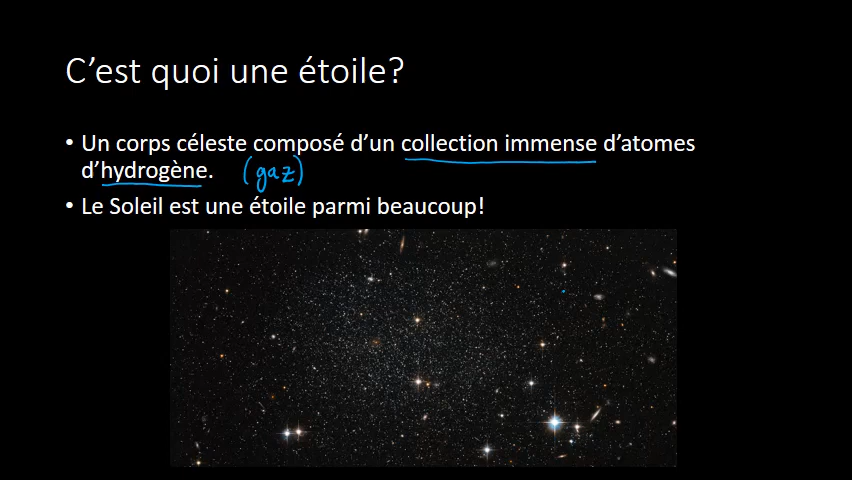 C’est quoi une étoile?
• Un corps céleste composé d’un collection immense d’atomes
d’hydrogène. (gaz)
• Le Soleil est une étoile parmi beaucoup!